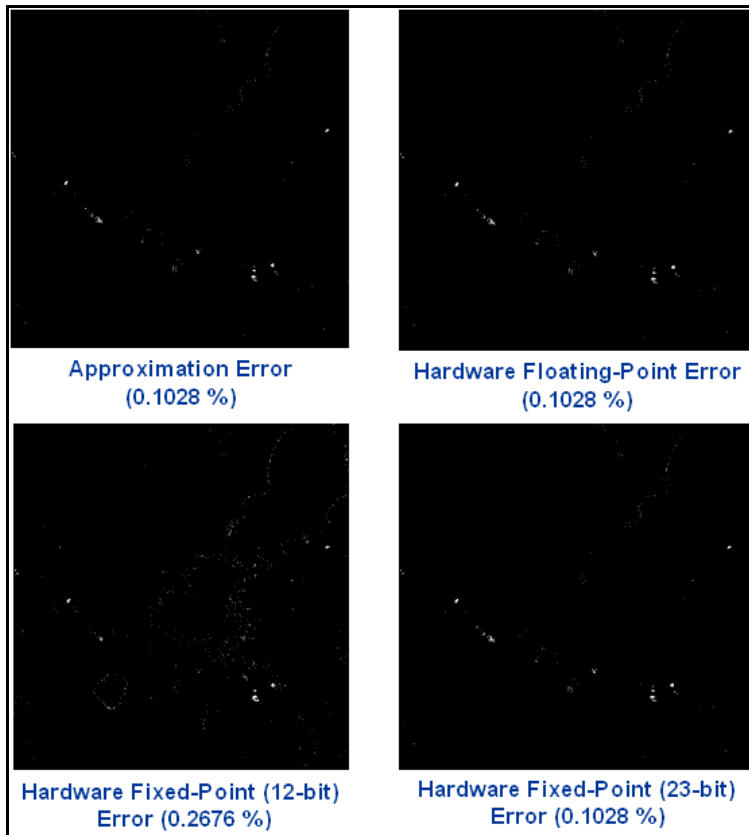 Approximation Error
(0.1028 %)
Hardware Floating-Point Error
(0.1028 %)
Hardware Fixed-Point (12-bit)
Error (0.2676 %)
Hardware Fixed-Point (23-bit)
Error (0.1028 %)